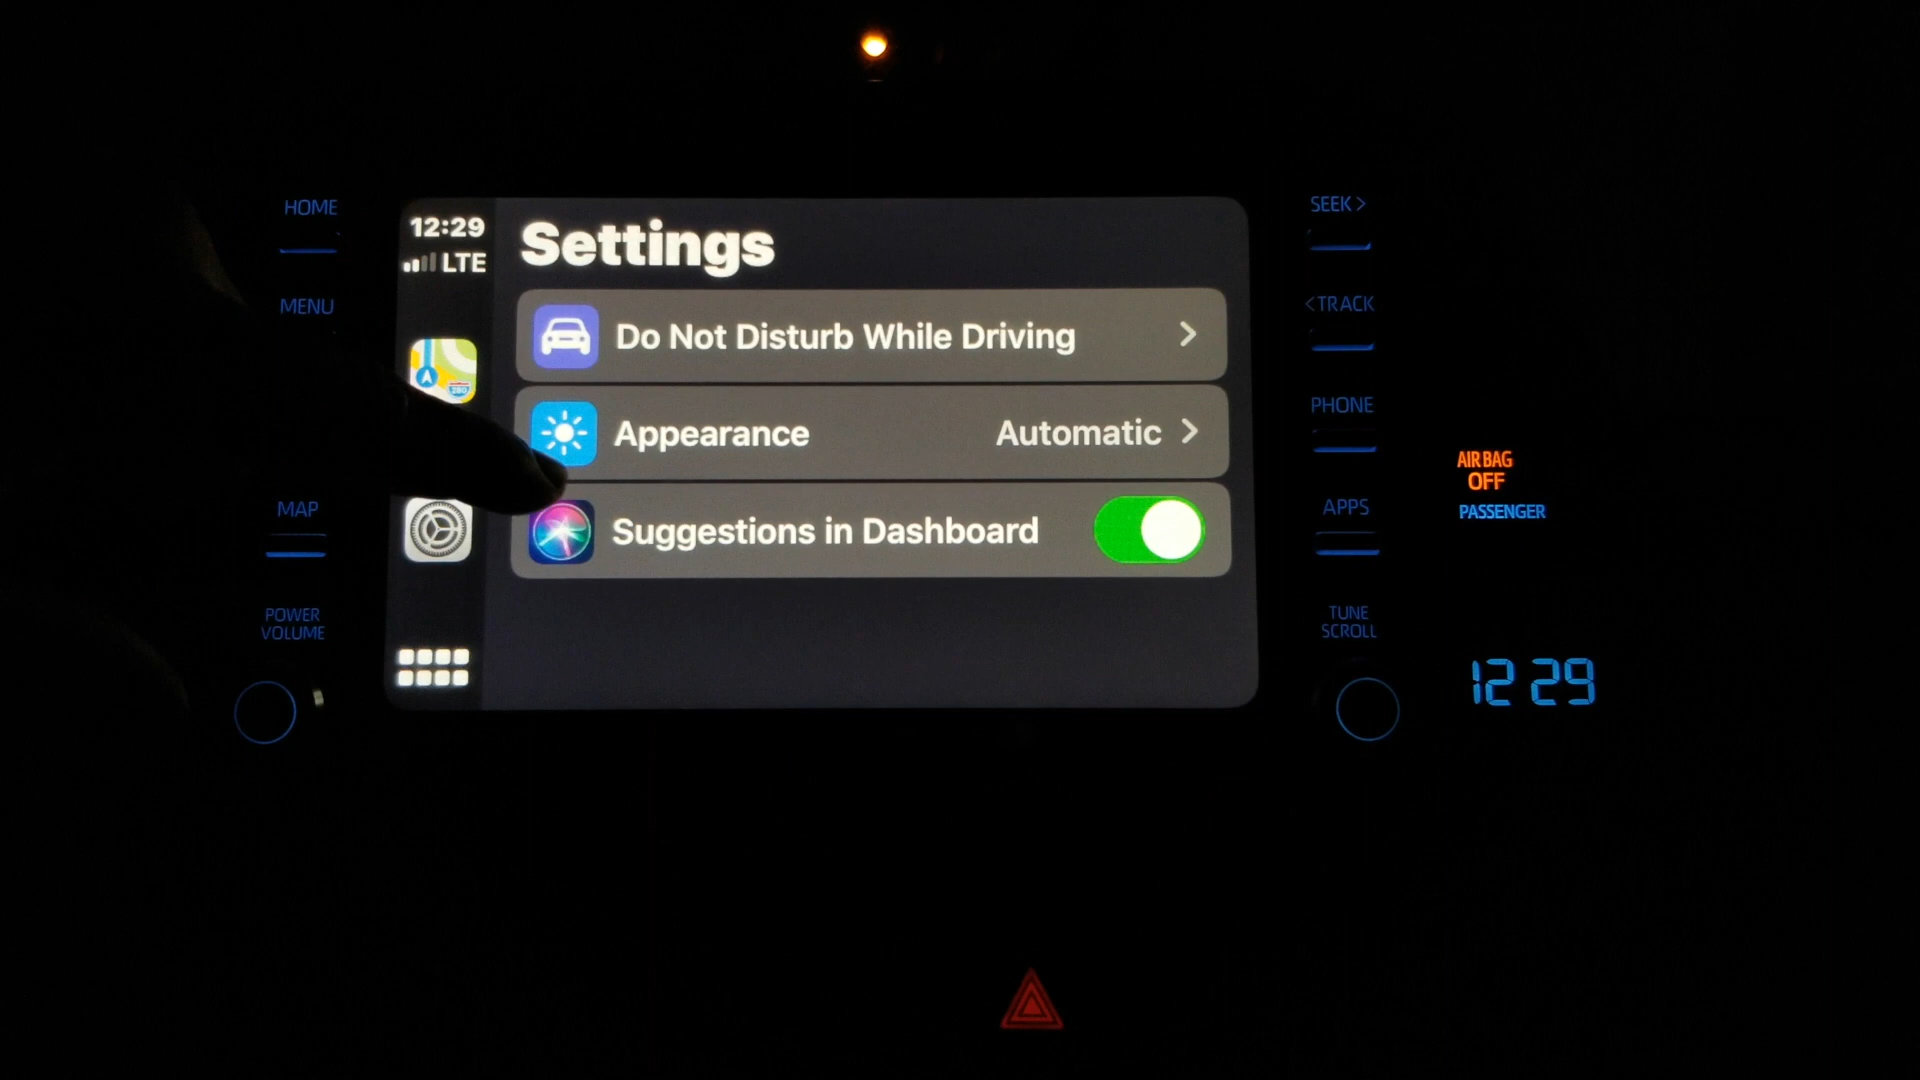 HOME
MENU
MAP
POWER
VOLUME
12:29
LTE
Settings
Do Not Disturb While Driving
Appearance
Automatic
Suggestions in Dashboard
SEEK >
< TRACK
PHONE
APPS
TUNE
SCROLL
AIR BAG
OFF
PASSENGER
12 29